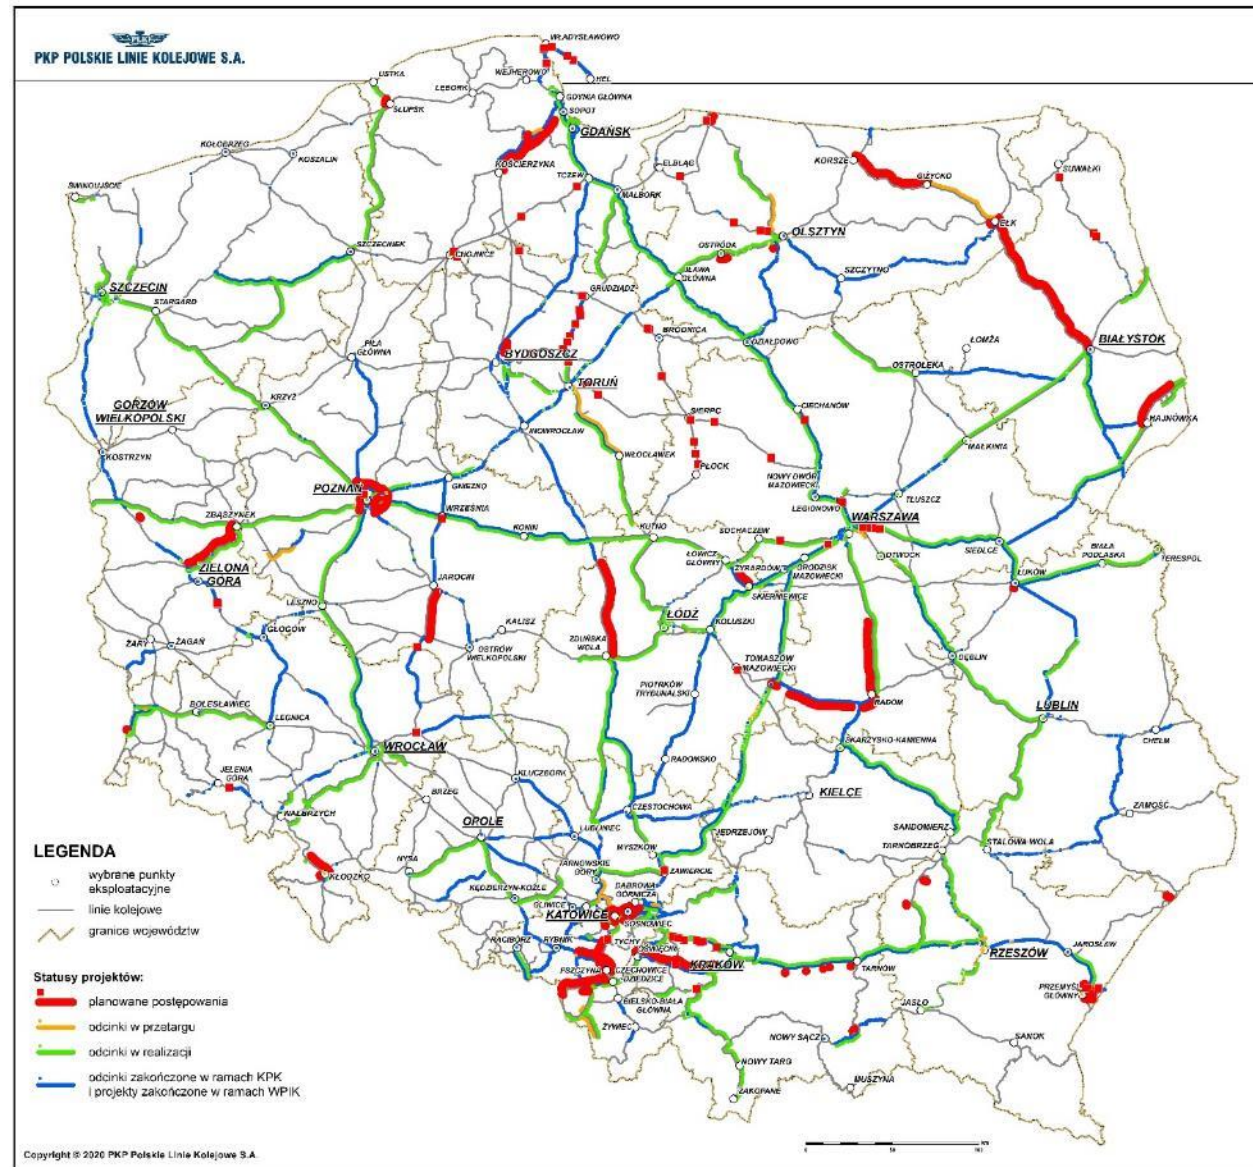 PKP POLSKIE LINIE KOLEJOWE S.A.
WŁADYSŁAWOWO
USTKA
WEJHEROWO
HEL
LĘBORK
GDYNIA GŁÓWNA
SŁUPSK
SOPOT
GDAŃSK
KOŁOBRZEG
KOSZALIN
KOŚCIERZYNA
ELBLĄG
KORSZE
SUWAŁKI
GIŻYCKO
ŚWINOUJŚCIE
TCZEW
MALBORK
EŁK
OLSZTYN
OSTRÓDA
SZCZECINEK
CHOJNICE
SZCZYTNO
IŁAWA
GŁÓWNA
SZCZECIN
STARGARD
GRUDZIĄDZ
BRODNICA
DZIAŁDOWO
ŁOMŻA
BIAŁYSTOK
PIŁA
GŁÓWNA
BYDGOSZCZ
OSTROŁĘKA
TORUŃ
GORZÓW
WIELKOPOLSKI
KRZYŻ
SIERPC
CIECHANÓW
HAJNÓWKA
INOWROCŁAW
MAŁKINIA
KOSTRZYN
WŁOCŁAWEK
PŁOCK
NOWY DWÓR
MAZOWIECKI
POZNAŃ
GNIEZNO
TŁUSZCZ
LEGIONOWO
WRZEŚNIA
WARSZAWA
ZBĄSZYNEK
KONIN
KUTNO
SOCHACZEW
SIEDLCE
BIAŁA
PODLASKA
TERESPOL
OTWOCK
ŁOWICZ
GŁÓWNY
ŻYRARDÓW
GRODZISK
MAZOWIECKI
ZIELONA
GÓRA
ŁUKÓW
JAROCIN
SKIERNIEWICE
LESZNO
ŁÓDŹ
KALISZ
KOLUSZKI
GŁOGÓW
ŻARY
ŻAGAŃ
OSTRÓW
WIELKOPOLSKI
ZDUŃSKA
WOLA
TOMASZÓW
MAZOWIECKI
DĘBLIN
PIOTRKÓW
TRYBUNALSKI
RADOM
BOLESŁAWIEC
LUBLIN
LEGNICA
CHEŁM
WROCŁAW
SKARŻYSKO-KAMIENNA
RADOMSKO
JELENIA
GÓRA
KLUCZBORK
KIELCE
BRZEG
CZĘSTOCHOWA
ZAMOŚĆ
WAŁBRZYCH
OPOLE
LUBLINIEC
JĘDRZEJÓW
SANDOMIERZ
TARNOBRZEG
STALOWA WOLA
LEGENDA
MYSZKÓW
NYSA
TARNOWSKIE
GÓRY
ZAWIERCIE
KŁODZKO
wybrane punkty
eksploatacyjne
KĘDZIERZYN-KOŹLE
DĄBROWA
GÓRNICZA
GLIWICE
linie kolejowe
KATOWICE
SOSNOWIEC
granice województw
RACIBÓRZ
RYBNIK
TYCHY
OŚWIĘCIM
KRAKÓW
RZESZÓW
JAROSŁAW
TARNÓW
PSZCZYNA
CZECHOWICE
DZIEDZICE
Statusy projektów:
PRZEMYŚL
GŁÓWNY
planowane postępowania
BIELSKO-BIAŁA
GŁÓWNA
JASŁO
odcinki w przetargu
ŻYWIEC
NOWY SĄCZ
SANOK
odcinki w realizacji
NOWY TARG
odcinki zakończone w ramach KPK
i projekty zakończone w ramach WPIK
MUSZYNA
ZAKOPANE
Copyright © 2020 PKP Polskie Linie Kolejowe S.A.